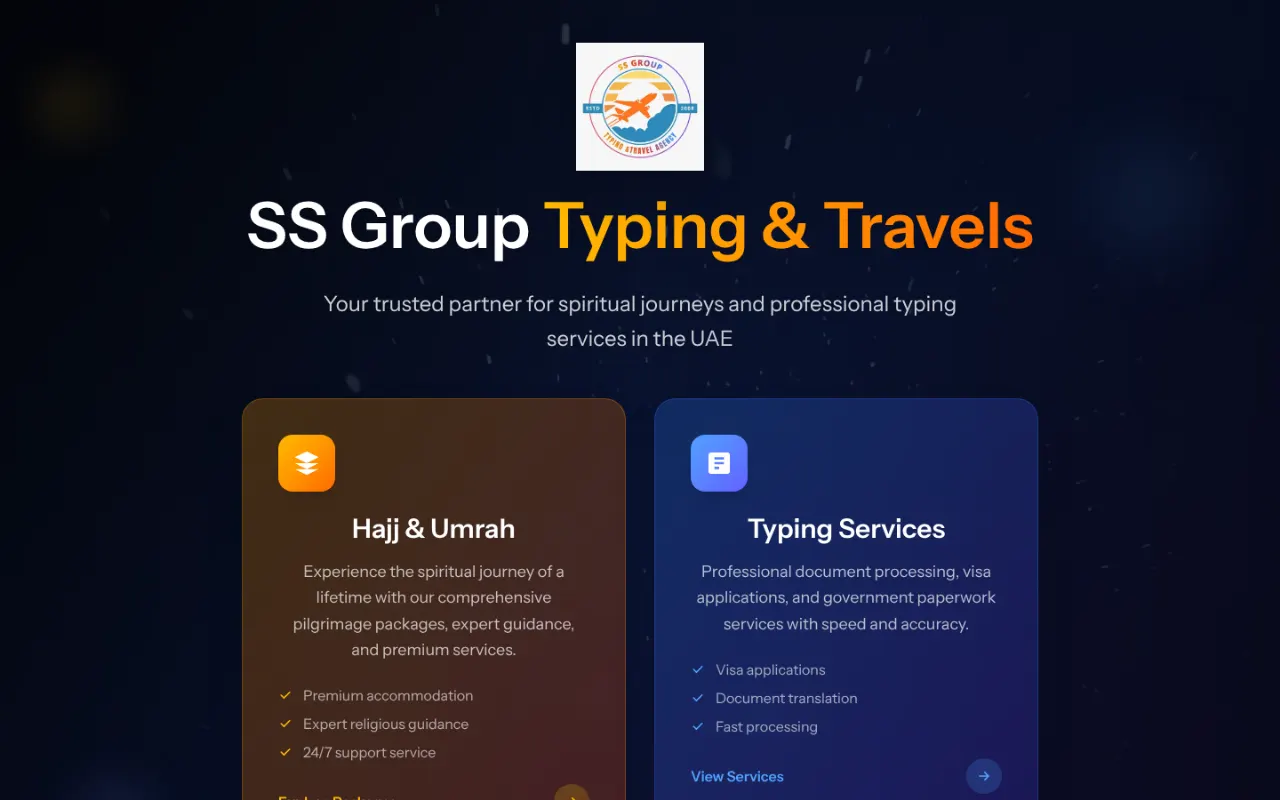 SS GROUP
ESTD
TYPING & TRAVEL AGENCY
SS Group Typing & Travels
Your trusted partner for spiritual journeys and professional typing
services in the UAE
Hajj & Umrah
Experience the spiritual journey of a
lifetime with our comprehensive
pilgrimage packages, expert guidance,
and premium services.
Premium accommodation
Expert religious guidance
24/7 support service
Typing Services
Professional document processing, visa
applications, and government paperwork
services with speed and accuracy.
Visa applications
Document translation
Fast processing
View Services